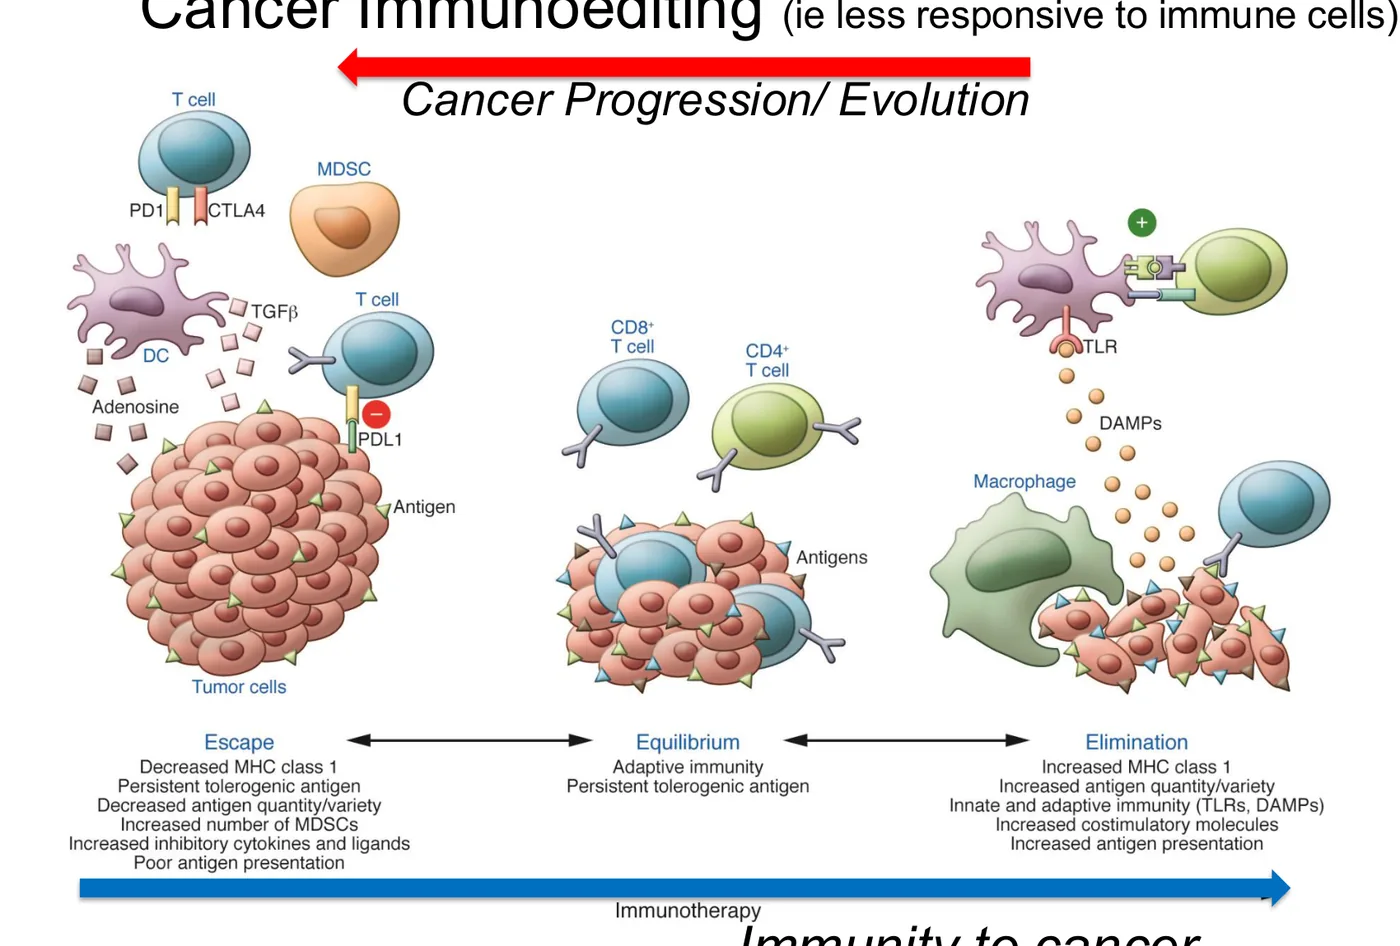 Cancer Immunoediting (ie less responsive to immune cells)
Cancer Progression/ Evolution
T cell
MDSC
PD1
CTLA4
TGFβ
T cell
DC
Adenosine
PDL1
Antigen
Tumor cells
CD8+
T cell
CD4+
T cell
Antigens
+
TLR
DAMPs
Macrophage
−
Escape
Decreased MHC class 1
Persistent tolerogenic antigen
Decreased antigen quantity/variety
Increased number of MDSCs
Increased inhibitory cytokines and ligands
Poor antigen presentation
Equilibrium
Adaptive immunity
Persistent tolerogenic antigen
Elimination
Increased MHC class 1
Increased antigen quantity/variety
Innate and adaptive immunity (TLRs, DAMPs)
Increased costimulatory molecules
Increased antigen presentation
Immunotherapy
Immunity to cancer